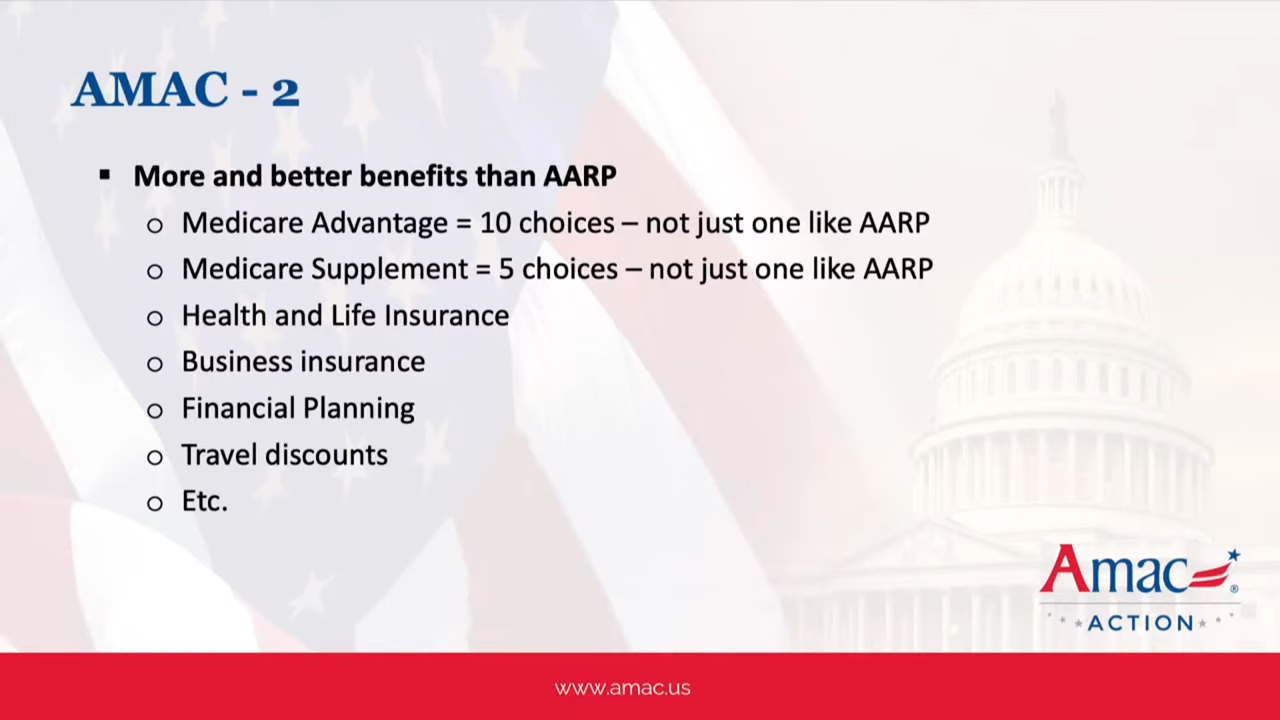 AMAC - 2
▪ More and better benefits than AARP
o Medicare Advantage = 10 choices – not just one like AARP
o Medicare Supplement = 5 choices – not just one like AARP
o Health and Life Insurance
o Business insurance
o Financial Planning
o Travel discounts
o Etc.
Amac®
ACTION
www.amac.us